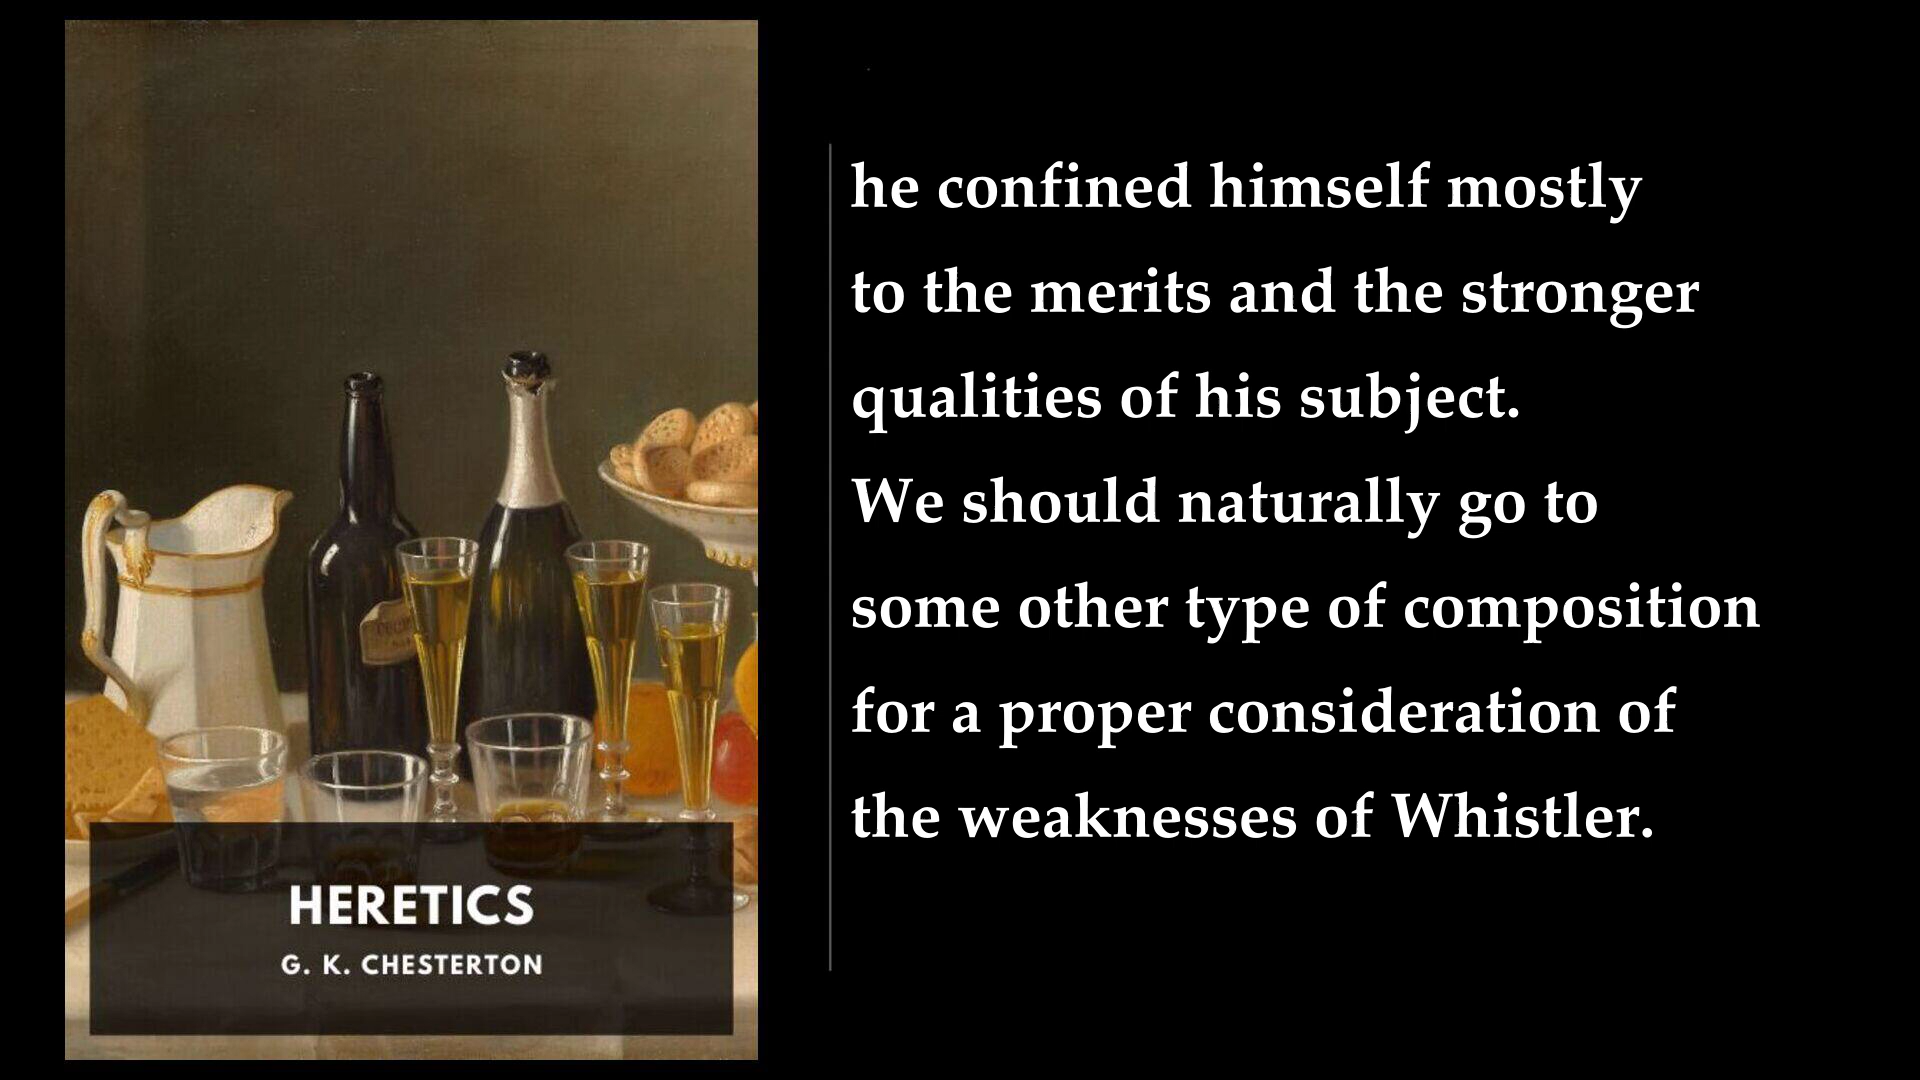 he confined himself mostly
to the merits and the stronger
qualities of his subject.
We should naturally go to
some other type of composition
for a proper consideration of
the weaknesses of Whistler.
HERETICS
G. K. CHESTERTON